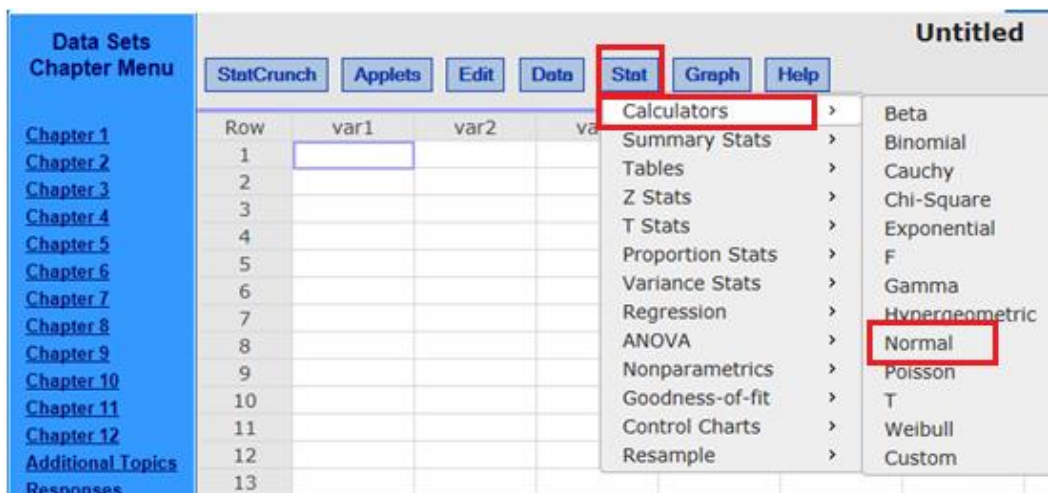 Data Sets
Chapter Menu
Chapter 1
Chapter 2
Chapter 3
Chapter 4
Chapter 5
Chapter 6
Chapter 7
Chapter 8
Chapter 9
Chapter 10
Chapter 11
Chapter 12
Additional Topics
Responses
Untitled
StatCrunch Applets Edit Data Stat Graph Help
Row var1 var2 va
1
2
3
4
5
6
7
8
9
10
11
12
13
Calculators >
Summary Stats >
Tables >
Z Stats >
T Stats >
Proportion Stats >
Variance Stats >
Regression >
ANOVA >
Nonparametrics >
Goodness-of-fit >
Control Charts >
Resample >
Beta
Binomial
Cauchy
Chi-Square
Exponential
F
Gamma
Hypergeometric
Normal
Poisson
T
Weibull
Custom